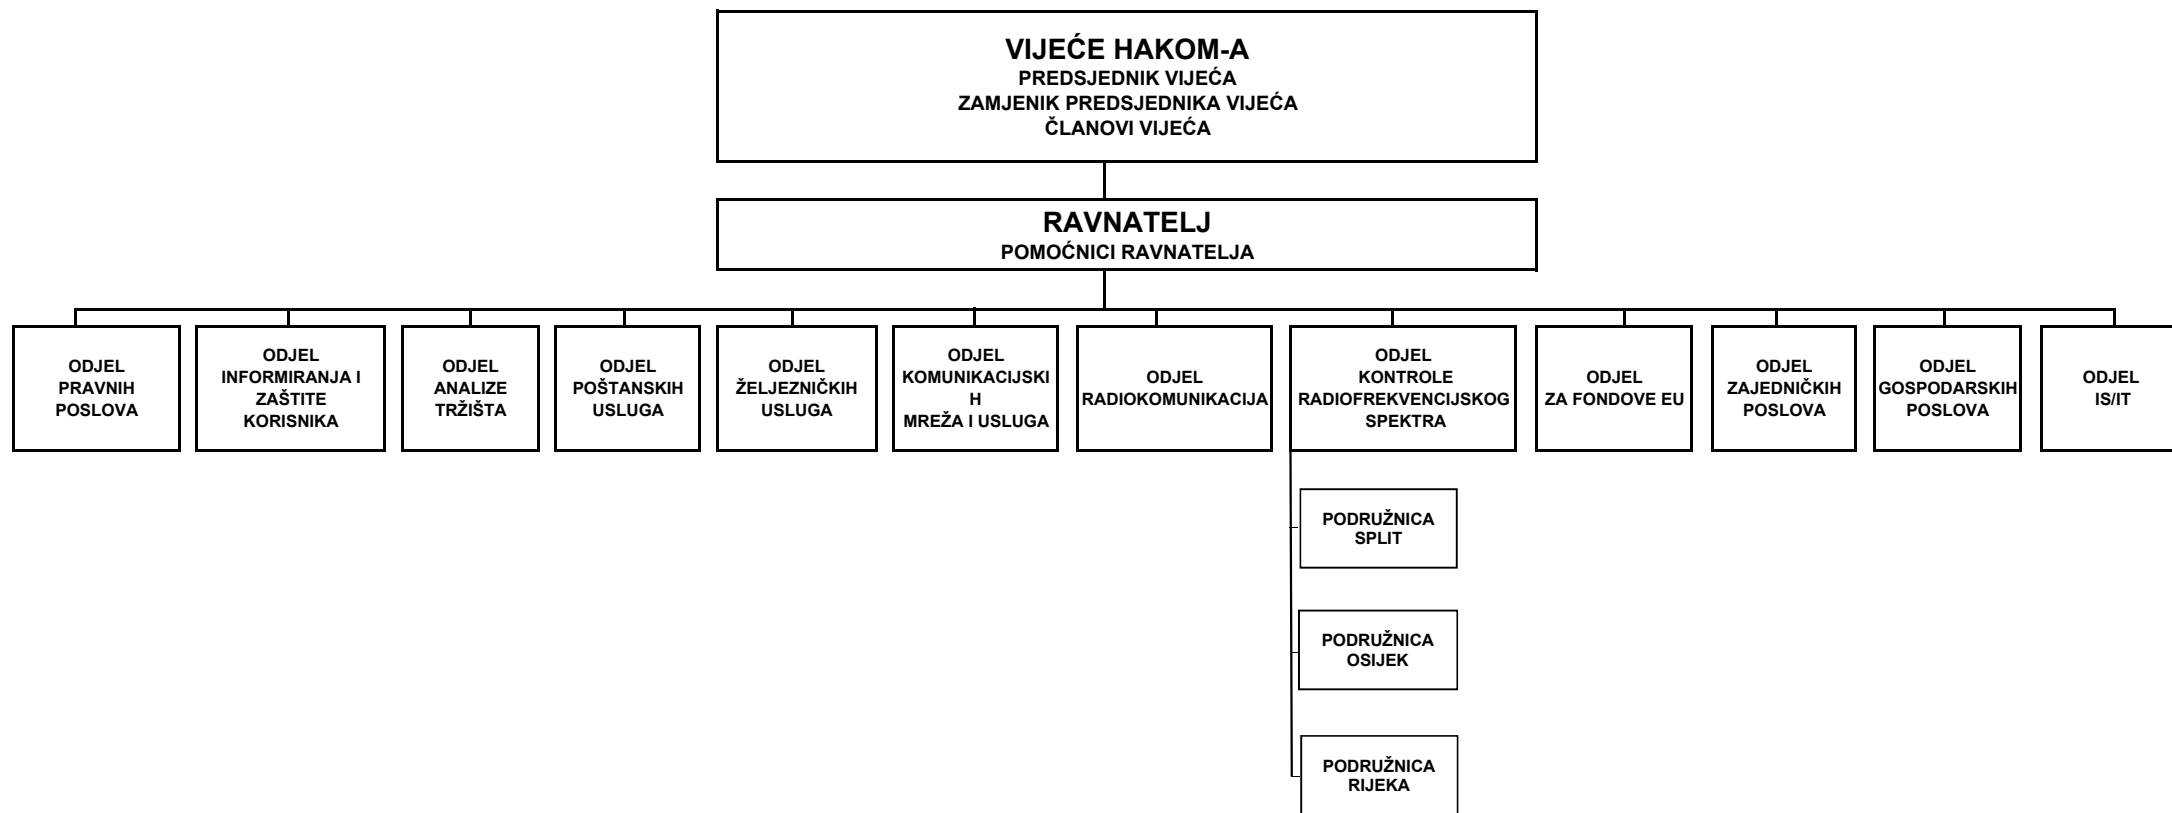 VIJEĆE HAKOM-A
PREDSJEDNIK VIJEĆA
ZAMJENIK PREDSJEDNIKA VIJEĆA
ČLANOVI VIJEĆA
RAVNATELJ
POMOĆNICI RAVNATELJA
ODJEL
PRAVNIH
POSLOVA
ODJEL
INFORMIRANJA I
ZAŠTITE
KORISNIKA
ODJEL
ANALIZE
TRŽIŠTA
ODJEL
POŠTANSKIH
USLUGA
ODJEL
ŽELJEZNIČKIH
USLUGA
ODJEL
KOMUNIKACIJSKI
H
MREŽA I USLUGA
ODJEL
RADIOKOMUNIKACIJA
ODJEL
KONTROLE
RADIOFREKVENCIJSKOG
SPEKTRA
ODJEL
ZA FONDOVE EU
ODJEL
ZAJEDNIČKIH
POSLOVA
ODJEL
GOSPODARSKIH
POSLOVA
ODJEL
IS/IT
PODRUŽNICA
SPLIT
PODRUŽNICA
OSIJEK
PODRUŽNICA
RIJEKA